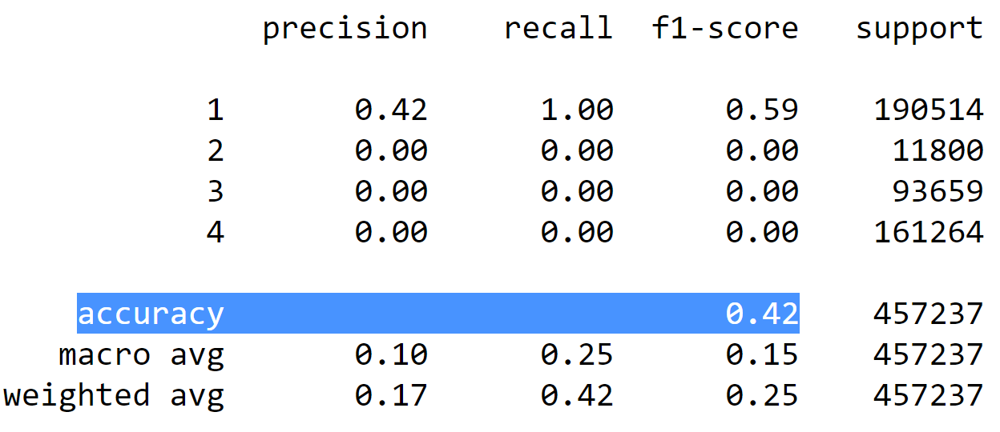 precision recall f1-score support
1 0.42 1.00 0.59 190514
2 0.00 0.00 0.00 11800
3 0.00 0.00 0.00 93659
4 0.00 0.00 0.00 161264
accuracy 0.42 457237
macro avg 0.10 0.25 0.15 457237
weighted avg 0.17 0.42 0.25 457237